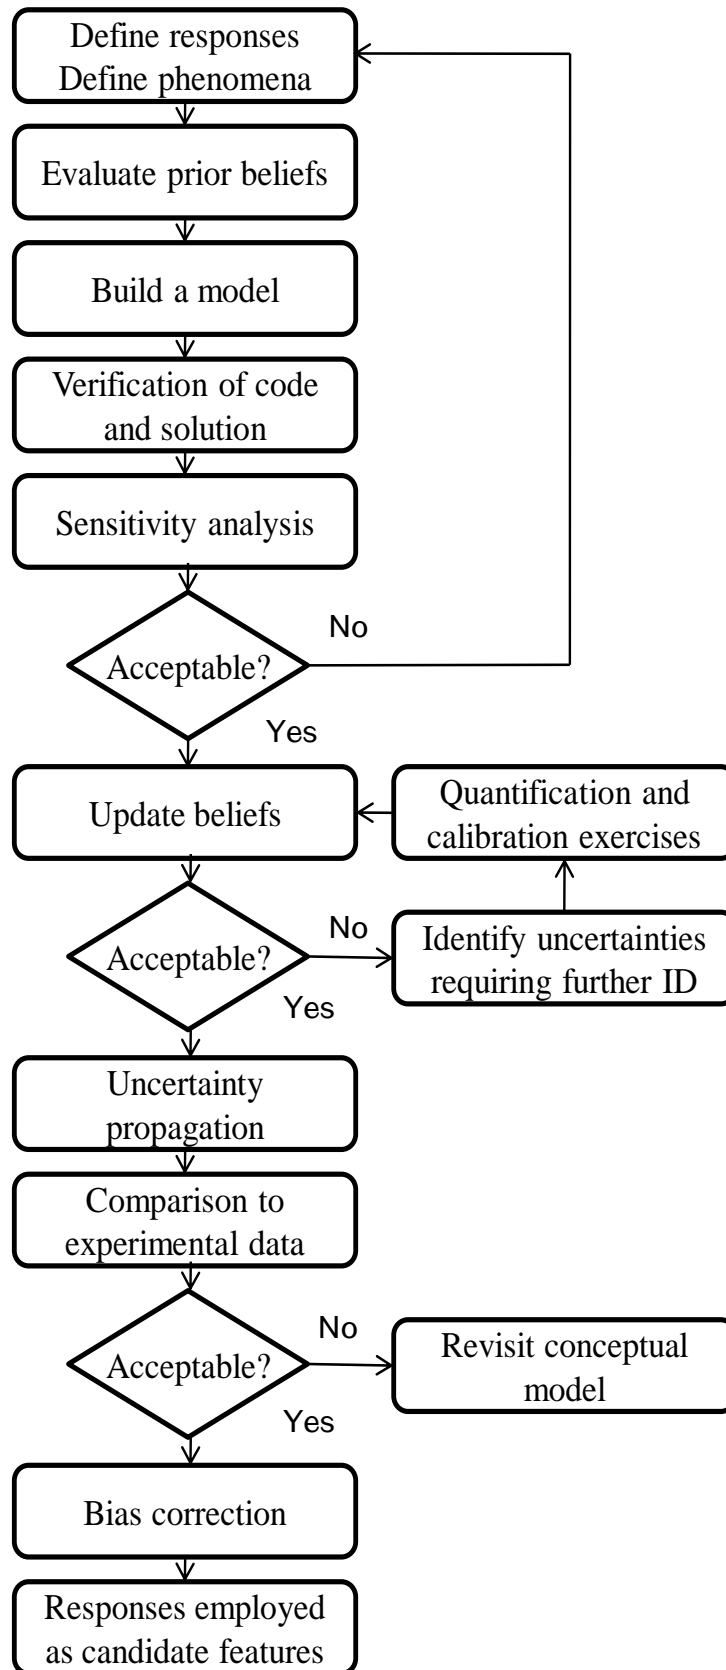 Define responses
Define phenomena
Evaluate prior beliefs
Build a model
Verification of code
and solution
Sensitivity analysis
No
Acceptable?
Yes
Update beliefs
Quantification and
calibration exercises
No
Acceptable?
Identify uncertainties
requiring further ID
Yes
Uncertainty
propagation
Comparison to
experimental data
No
Acceptable?
Revisit conceptual
model
Yes
Bias correction
Responses employed
as candidate features